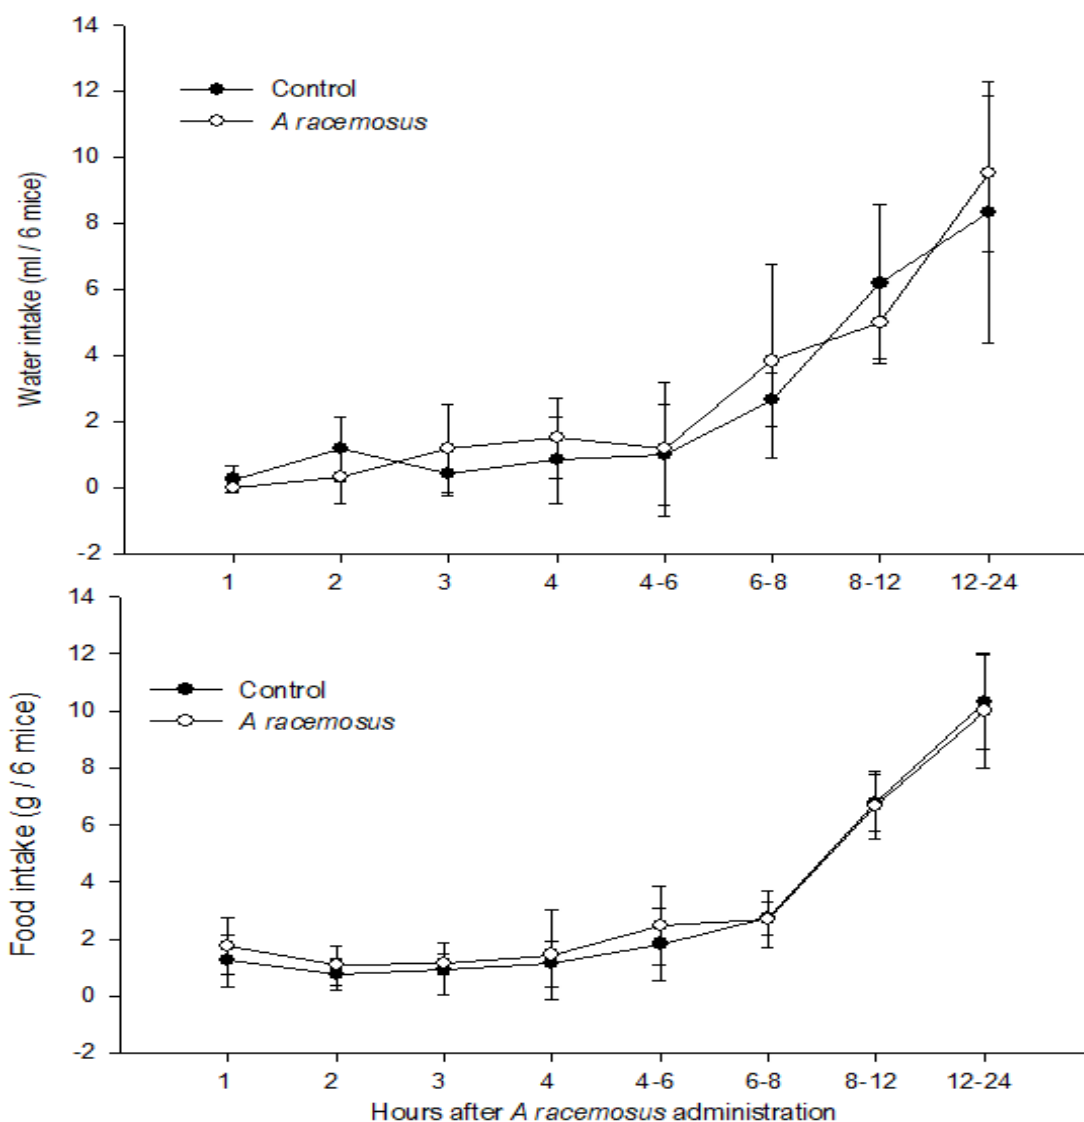 14
12
10
8
6
4
2
0
-2
Water intake (ml / 6 mice)
Control
A racemosus
1 2 3 4 4-6 6-8 8-12 12-24
14
12
10
8
6
4
2
0
-2
Food intake (g / 6 mice)
Control
A racemosus
1 2 3 4 4-6 6-8 8-12 12-24
Hours after A racemosus administration